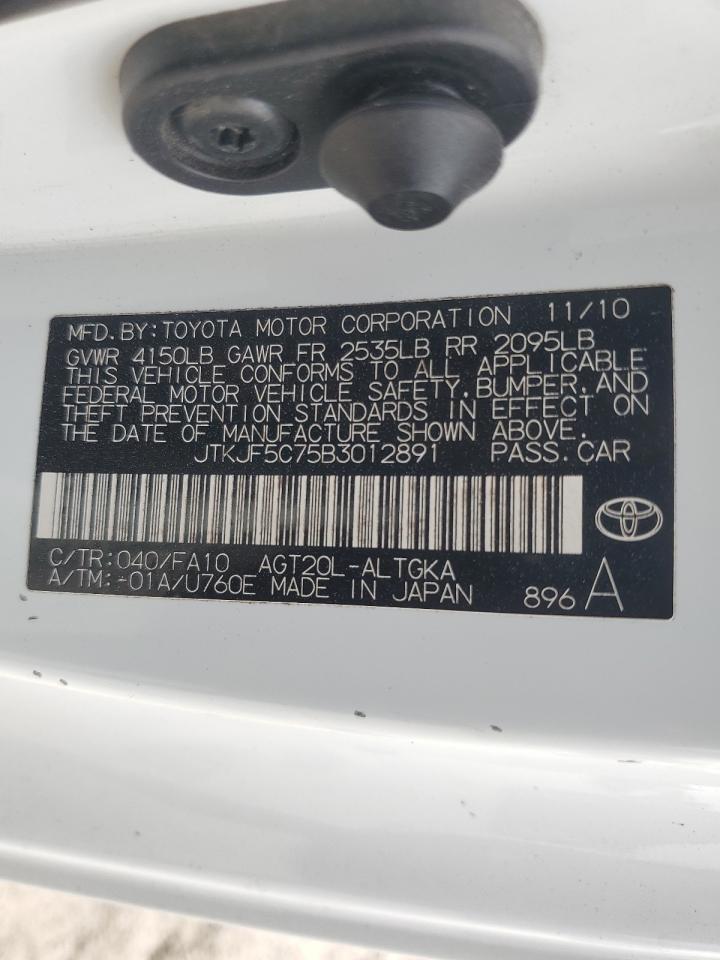 MFD. BY: TOYOTA MOTOR CORPORATION 11/10
GVWR 4150LB GAWR FR 2535LB RR 2095LB
THIS VEHICLE CONFORMS TO ALL APPLICABLE
FEDERAL MOTOR VEHICLE SAFETY, BUMPER, AND
THEFT PREVENTION STANDARDS IN EFFECT ON
THE DATE OF MANUFACTURE SHOWN ABOVE.
JTKJF5C75B3012891 PASS. CAR
C/TR: 040/FA10 AGT20L-ALTGKA
A/TM: -01A/U760E MADE IN JAPAN 896 A